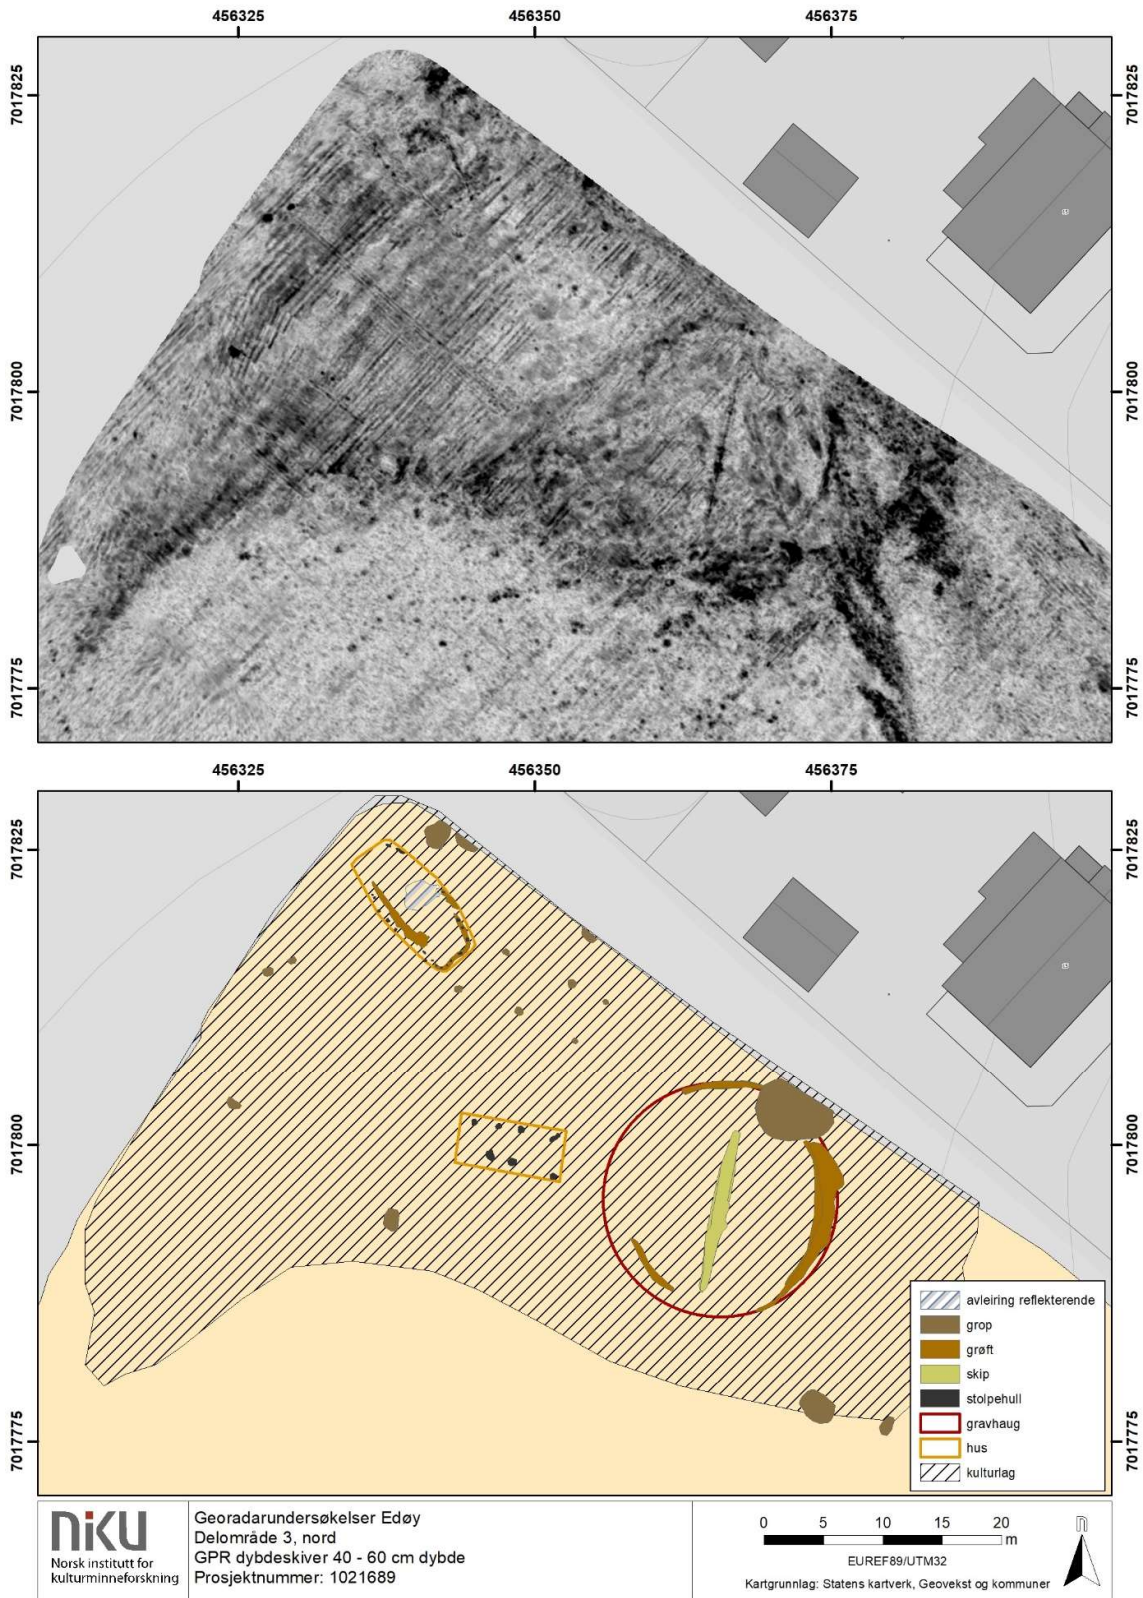 456325 456350 456375
7017825 7017825
7017800 7017800
7017775 7017775
456325 456350 456375
7017825 7017825
7017800 7017800
7017775 7017775
avleiring reflekterende
grop
grøft
skip
stolpehull
gravhaug
hus
kulturlag
niku
Norsk institutt for
kulturminneforskning
Georadarundersøkelser Edøy
Delområde 3, nord
GPR dybdeskiver 40 - 60 cm dybde
Prosjektnummer: 1021689
0 5 10 15 20
m
EUREF89/UTM32
Kartgrunnlag: Statens kartverk, Geovekst og kommuner
n